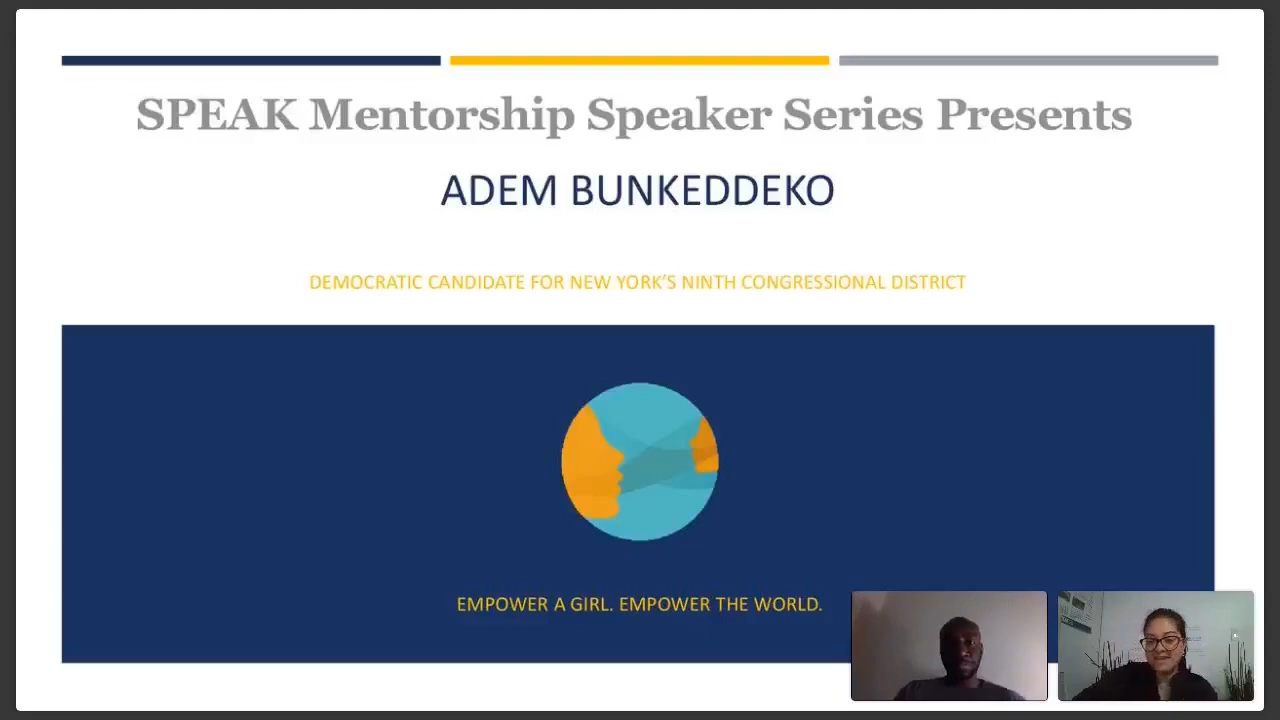 SPEAK Mentorship Speaker Series Presents
ADEM BUNKEDDEKO
DEMOCRATIC CANDIDATE FOR NEW YORK'S NINTH CONGRESSIONAL DISTRICT
EMPOWER A GIRL. EMPOWER THE WORLD.